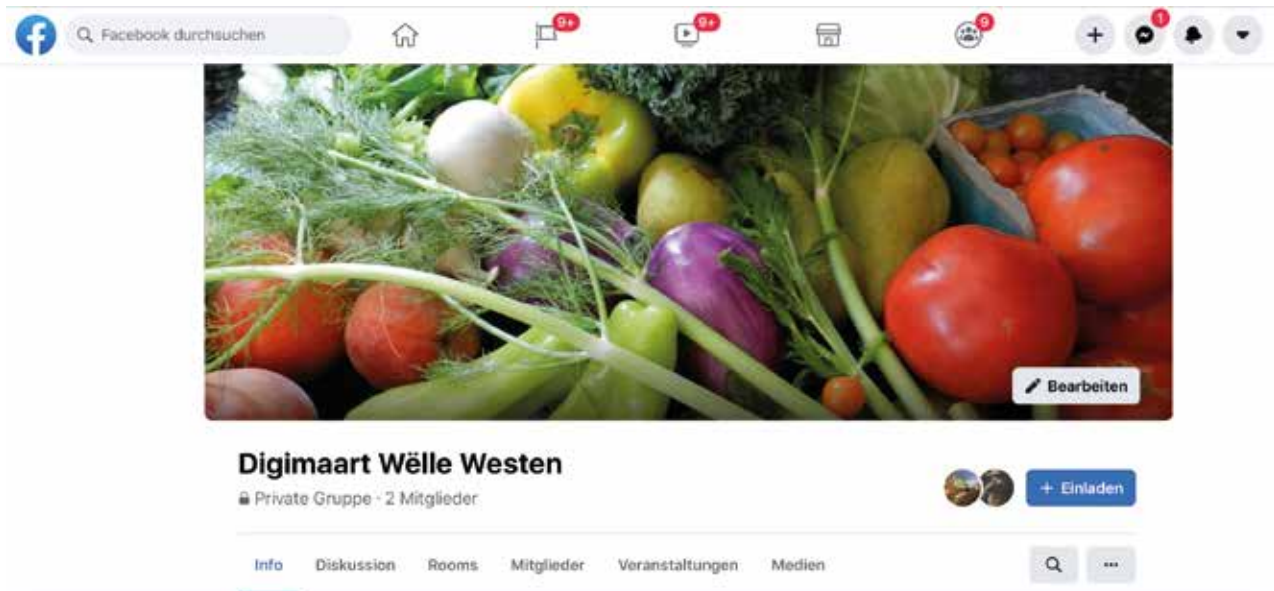 Facebook durchsuchen 9+ 9+ 9 1
Bearbeiten
Digimaart Wëlle Westen
Private Gruppe · 2 Mitglieder
+ Einladen
Info Diskussion Rooms Mitglieder Veranstaltungen Medien